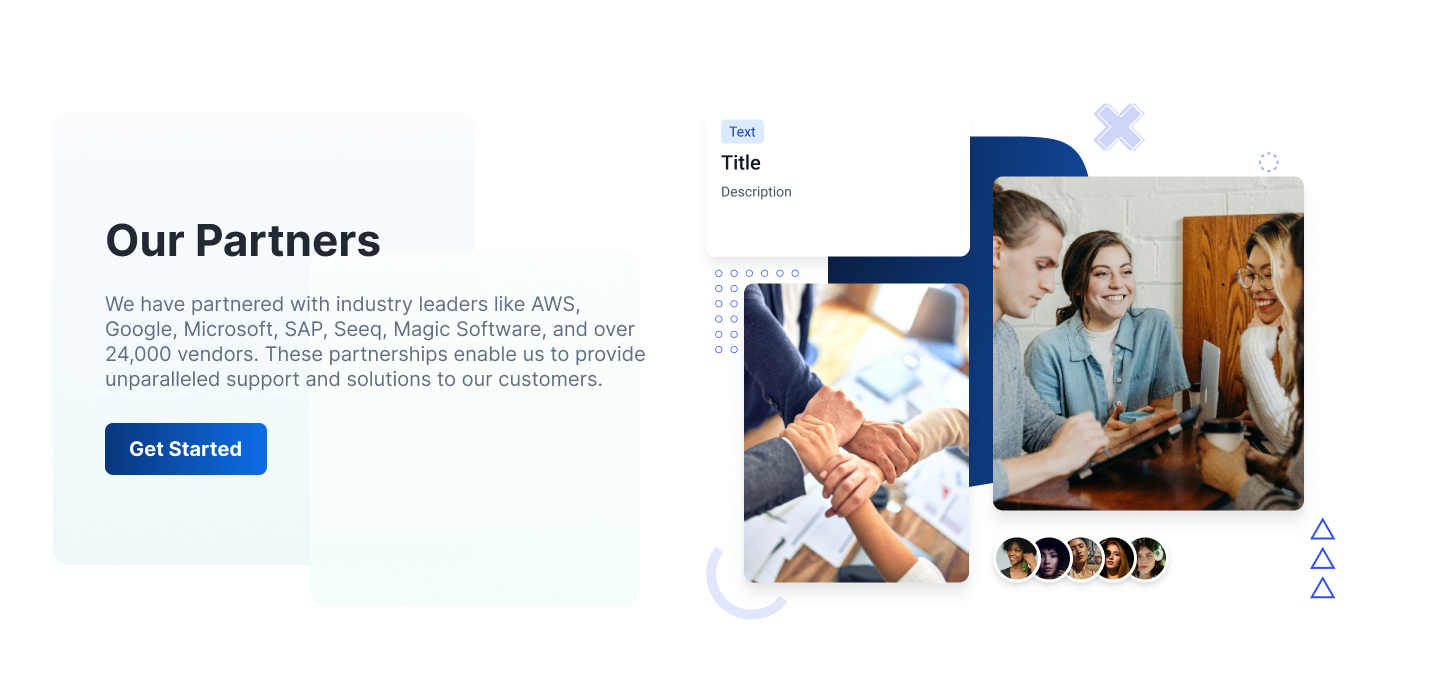 Our Partners
We have partnered with industry leaders like AWS,
Google, Microsoft, SAP, Seeq, Magic Software, and over
24,000 vendors. These partnerships enable us to provide
unparalleled support and solutions to our customers.
Get Started
Text
Title
Description